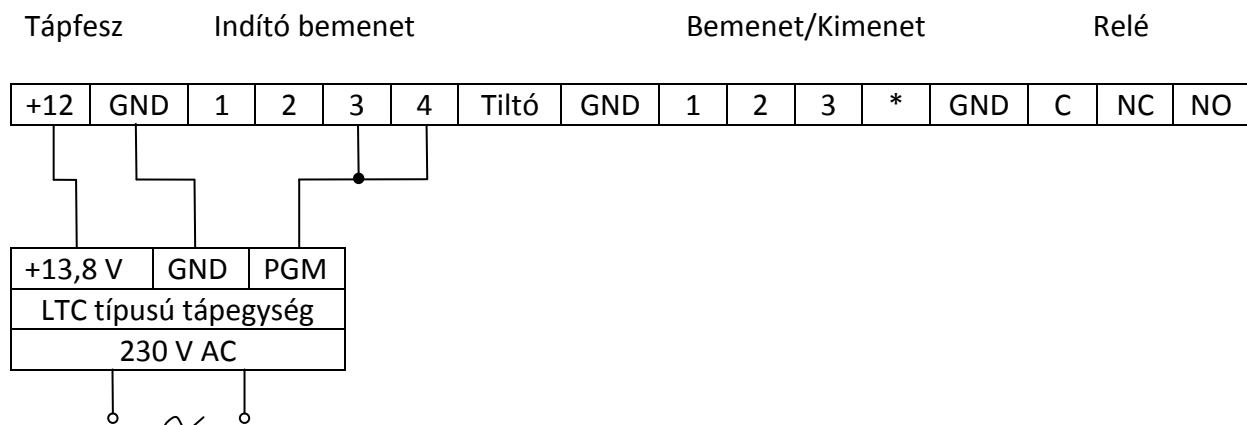 Tápfesz Indító bemenet Bemenet/Kimenet Relé
+12 GND 1 2 3 4 Tiltó GND 1 2 3 * GND C NC NO
+13,8 V GND PGM
LTC típusú tápegység
230 V AC